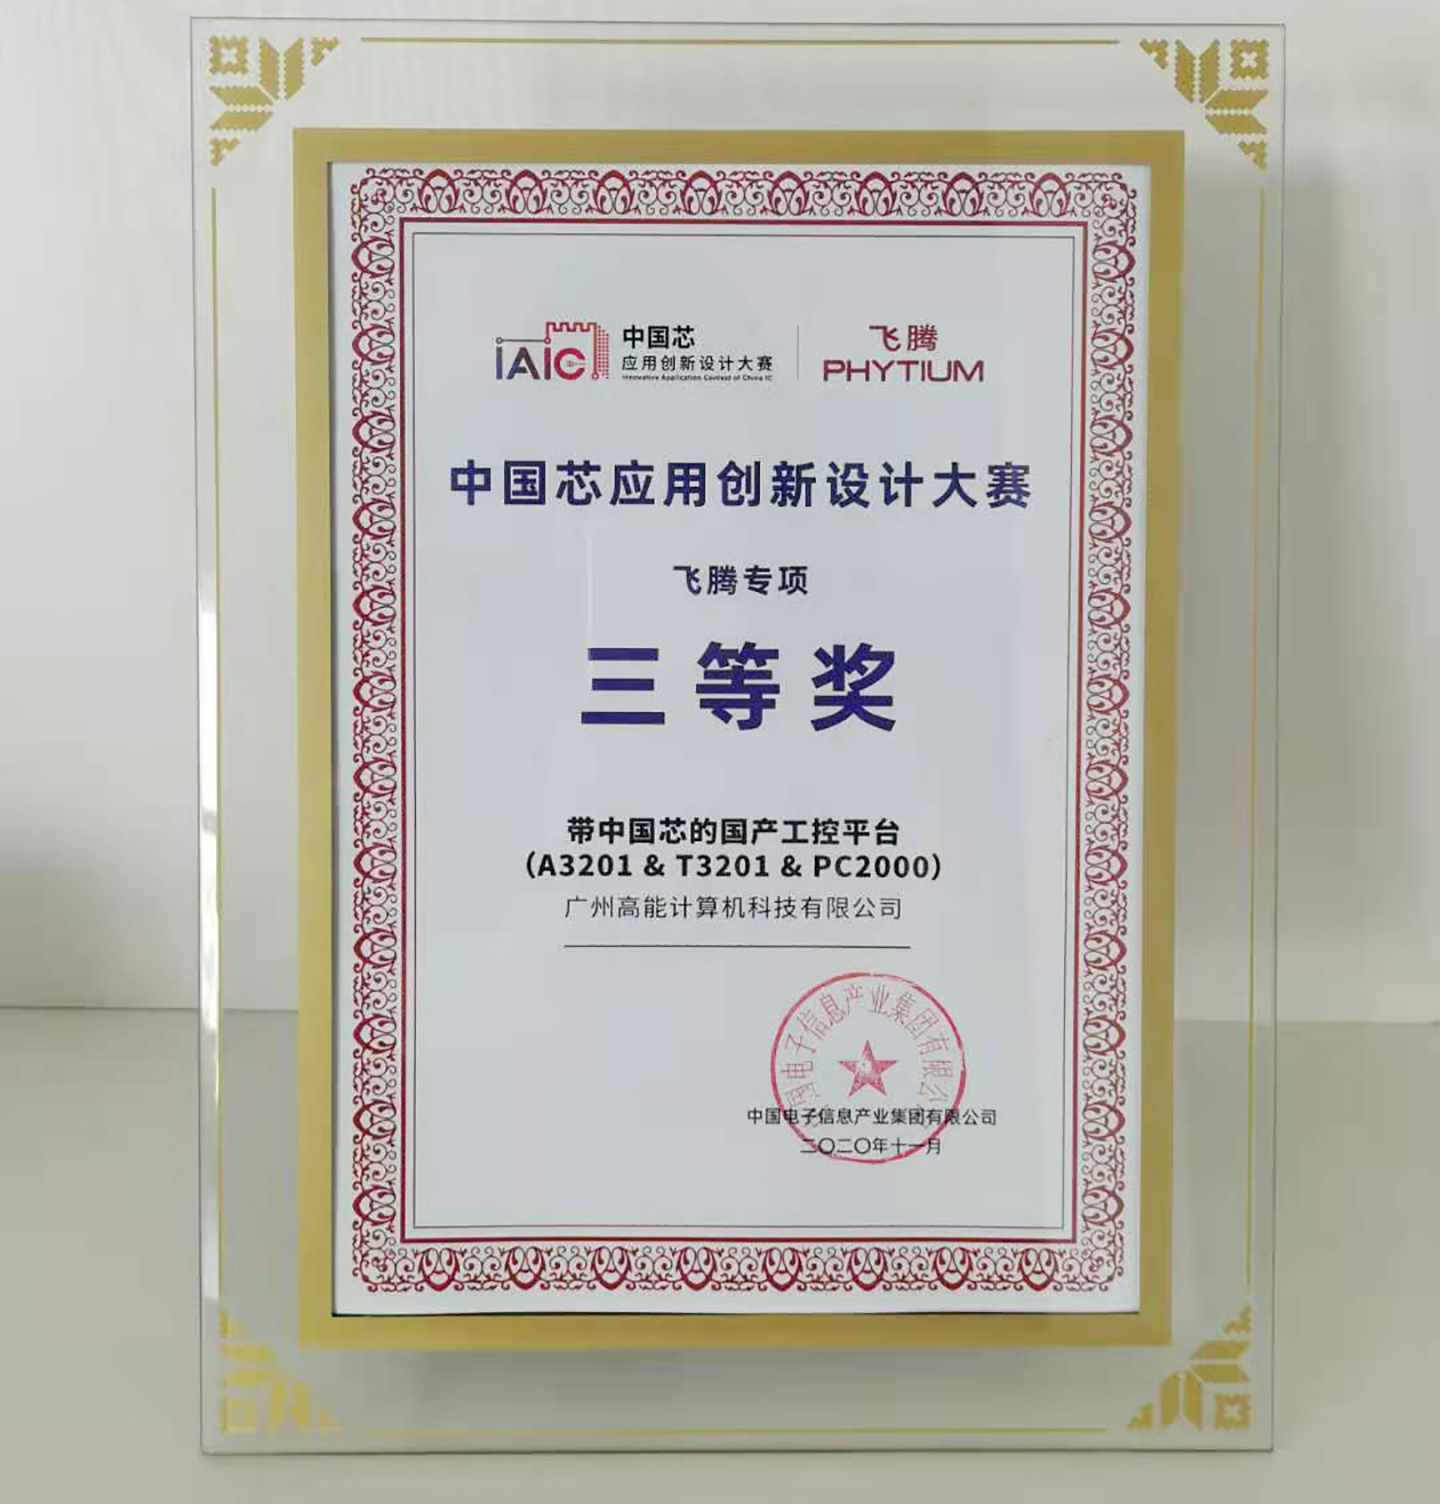 iAIC
中国芯
应用创新设计大赛
Innovative Application Contest of China IC
飞腾
PHYTIUM
中国芯应用创新设计大赛
飞腾专项
三等奖
带中国芯的国产工控平台
（A3201 & T3201 & PC2000）
广州高能计算机科技有限公司
国电子信息产业集团有限公
中国电子信息产业集团有限公司
二〇二〇年十一月